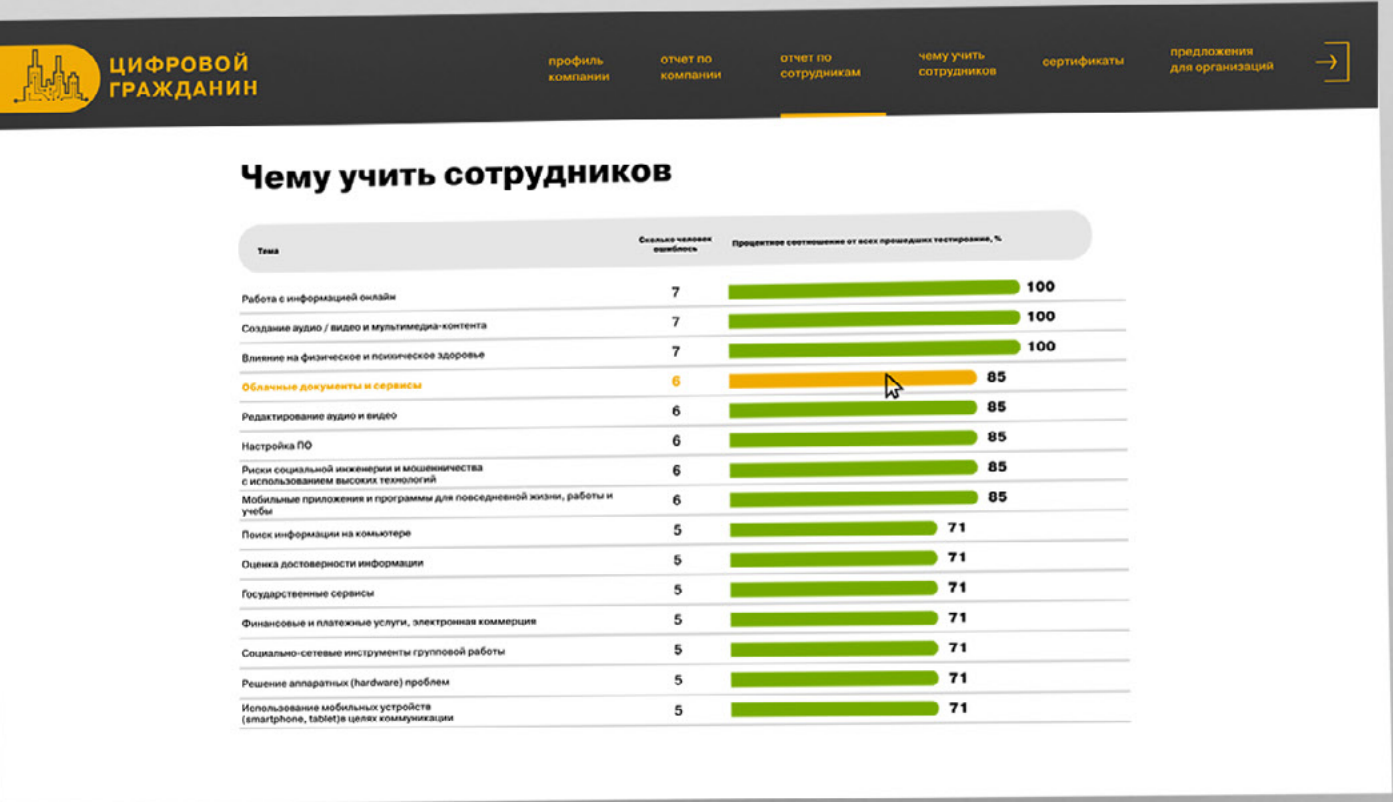 ЦИФРОВОЙ
ГРАЖДАНИН
профиль
компании
отчет по
компании
отчет по
сотрудникам
чему учить
сотрудников
сертификаты
предложения
для организаций
Чему учить сотрудников
Тема
Сколько человек
ошиблось
Процентное соотношение от всех прошедших тестирование, %
Работа с информацией онлайн 7 100
Создание аудио / видео и мультимедиа-контента 7 100
Влияние на физическое и психическое здоровье 7 100
Облачные документы и сервисы 6 85
Редактирование аудио и видео 6 85
Настройка ПО 6 85
Риски социальной инженерии и мошенничества
с использованием высоких технологий 6 85
Мобильные приложения и программы для повседневной жизни, работы и
учебы 6 85
Поиск информации на комьютере 5 71
Оценка достоверности информации 5 71
Государственные сервисы 5 71
Финансовые и платежные услуги, электронная коммерция 5 71
Социально-сетевые инструменты групповой работы 5 71
Решение аппаратных (hardware) проблем 5 71
Использование мобильных устройств
(smartphone, tablet)в целях коммуникации 5 71